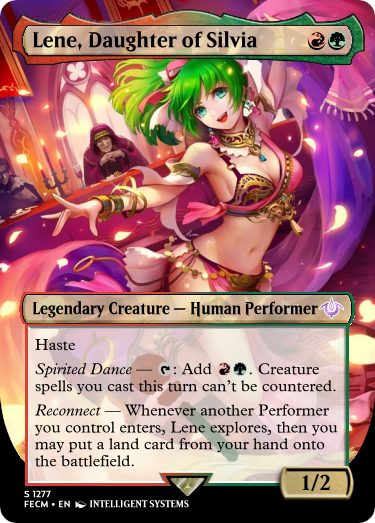 Lene, Daughter of Silvia
Legendary Creature — Human Performer
Haste
Spirited Dance — : Add . Creature
spells you cast this turn can't be countered.
Reconnect — Whenever another Performer
you control enters, Lene explores, then you
may put a land card from your hand onto
the battlefield.
1/2
S 1277
FECM • EN INTELLIGENT SYSTEMS